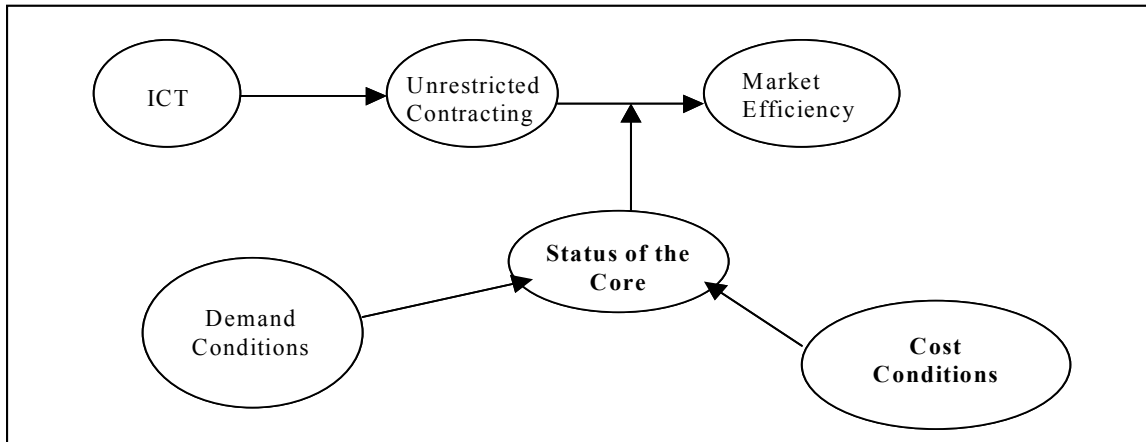 ICT
Unrestricted
Contracting
Market
Efficiency
Status of the
Core
Demand
Conditions
Cost
Conditions